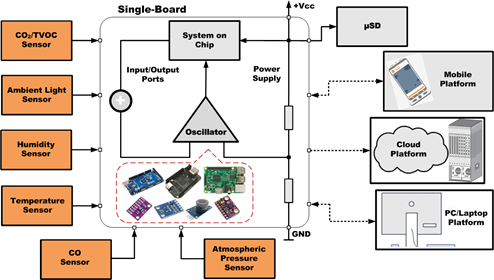 Single-Board
+Vcc
CO₂/TVOC
Sensor
System on
Chip
µSD
Input/Output
Ports
Power
Supply
Ambient Light
Sensor
Mobile
Platform
Oscillator
Humidity
Sensor
Cloud
Platform
Temperature
Sensor
PC/Laptop
Platform
GND
CO
Sensor
Atmospheric
Pressure
Sensor